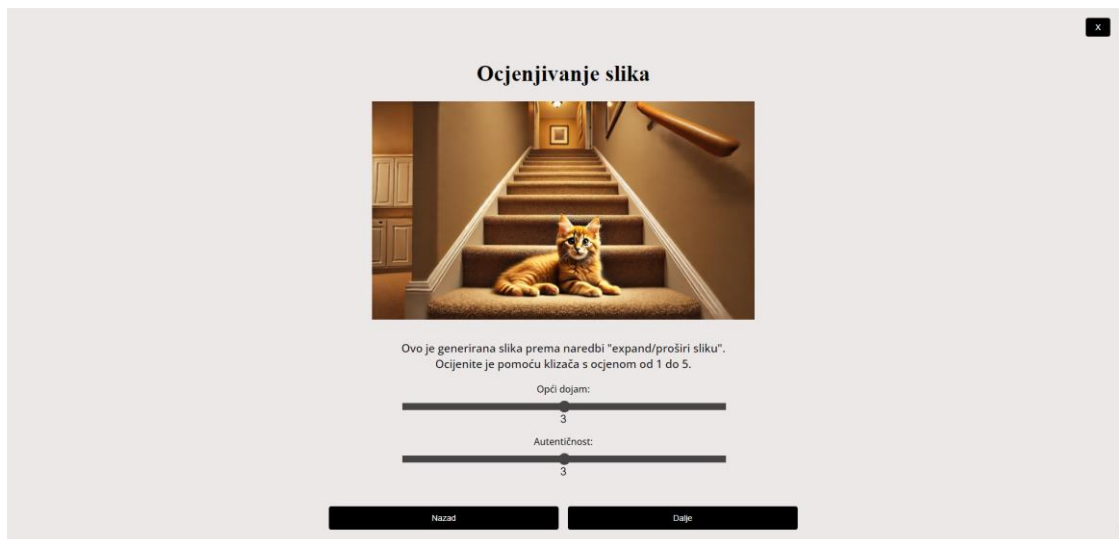 X
Ocjenjivanje slika
Ovo je generirana slika prema naredbi "expand/proširi sliku".
Ocijenite je pomoću klizača s ocjenom od 1 do 5.
Opći dojam:
3
Autentičnost:
3
Nazad
Dalje